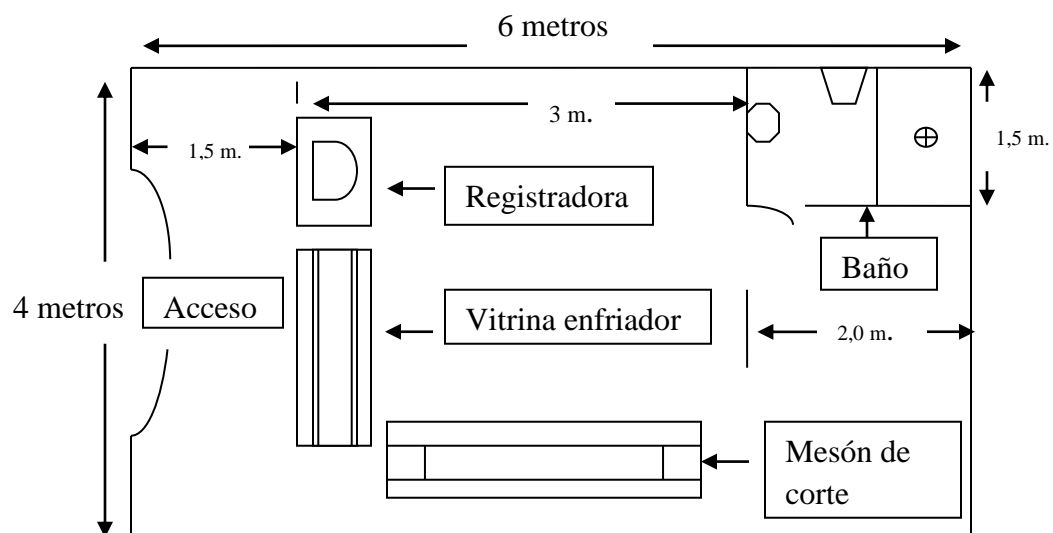 6 metros
3 m.
1,5 m.
1,5 m.
Registradora
Baño
4 metros
Acceso
Vitrina enfriador
2,0 m.
Mesón de
corte